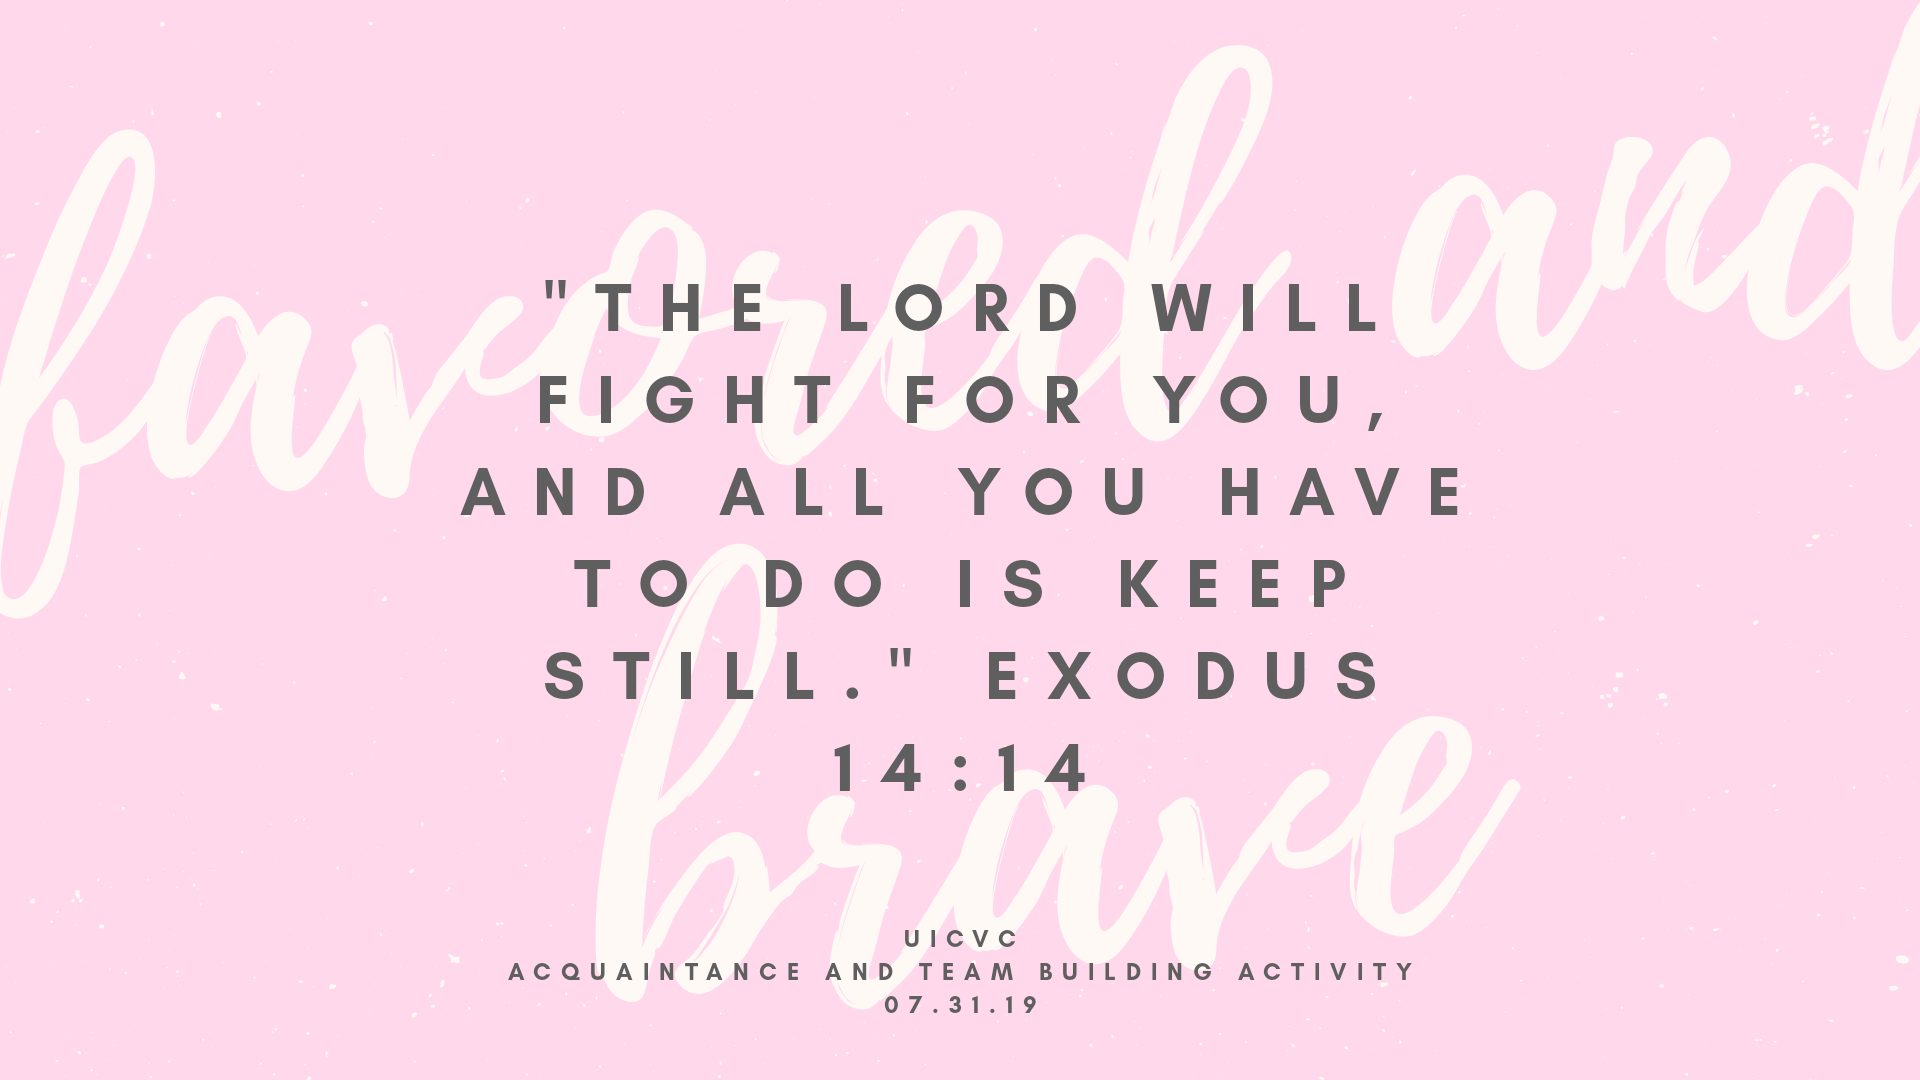 favored and
"THE LORD WILL
FIGHT FOR YOU,
AND ALL YOU HAVE
TO DO IS KEEP
STILL." EXODUS
14:14
brave
UICVC
ACQUAINTANCE AND TEAM BUILDING ACTIVITY
07.31.19